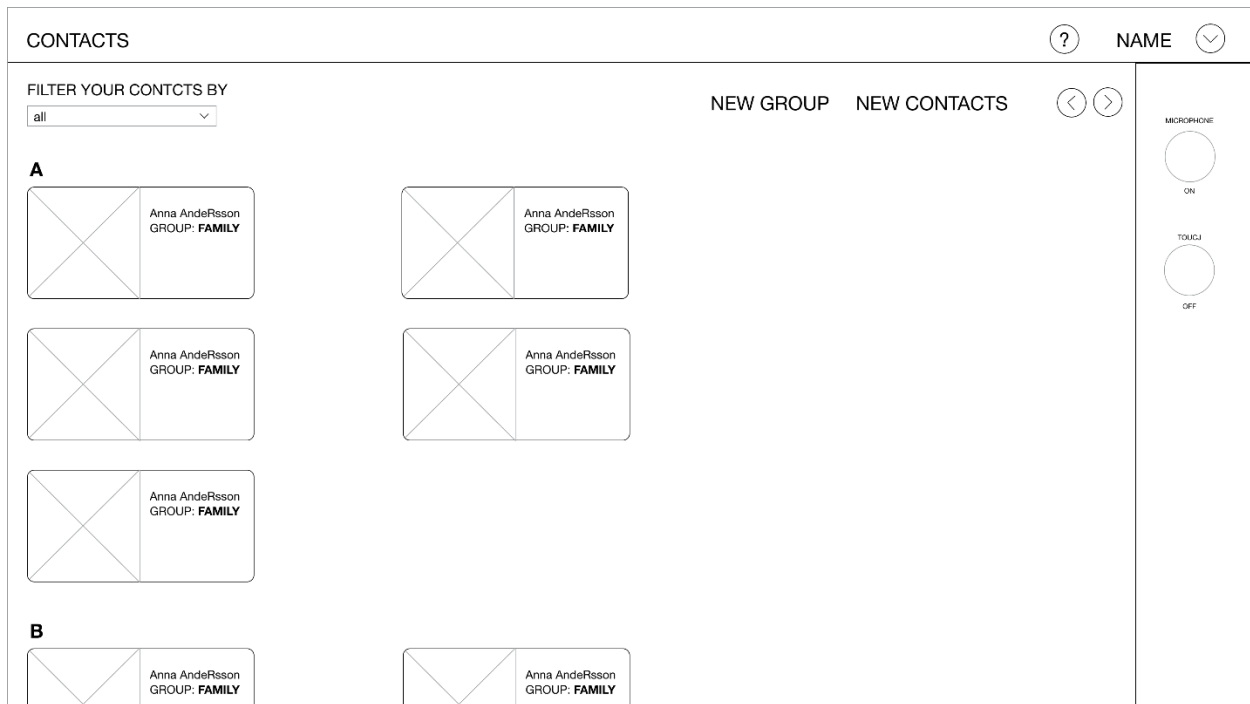 CONTACTS
?
NAME
FILTER YOUR CONTCTS BY
all
NEW GROUP
NEW CONTACTS
A
Anna AndeRsson
GROUP: FAMILY
Anna AndeRsson
GROUP: FAMILY
Anna AndeRsson
GROUP: FAMILY
Anna AndeRsson
GROUP: FAMILY
Anna AndeRsson
GROUP: FAMILY
B
Anna AndeRsson
GROUP: FAMILY
Anna AndeRsson
GROUP: FAMILY
MICROPHONE
ON
TOUCJ
OFF